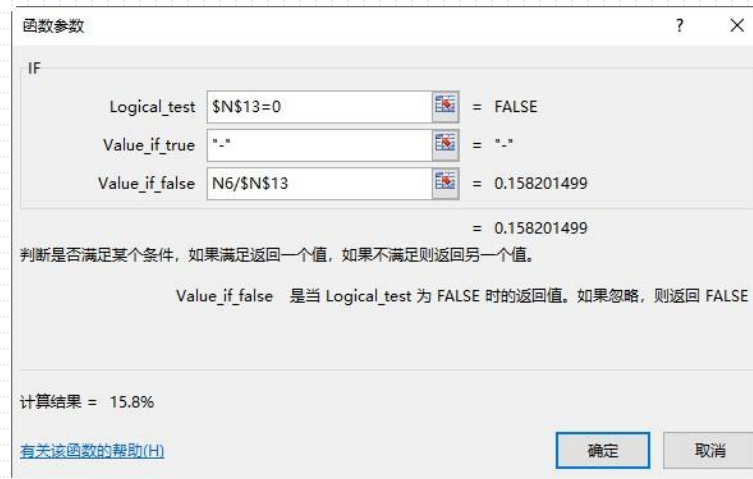 函数参数 ? ×
IF
Logical_test $N$13=0 = FALSE
Value_if_true "-" = "-"
Value_if_false N6/$N$13 = 0.158201499
= 0.158201499
判断是否满足某个条件，如果满足返回一个值，如果不满足则返回另一个值。
Value_if_false 是当 Logical_test 为 FALSE 时的返回值。如果忽略，则返回 FALSE
计算结果 = 15.8%
有关该函数的帮助(H) 确定 取消